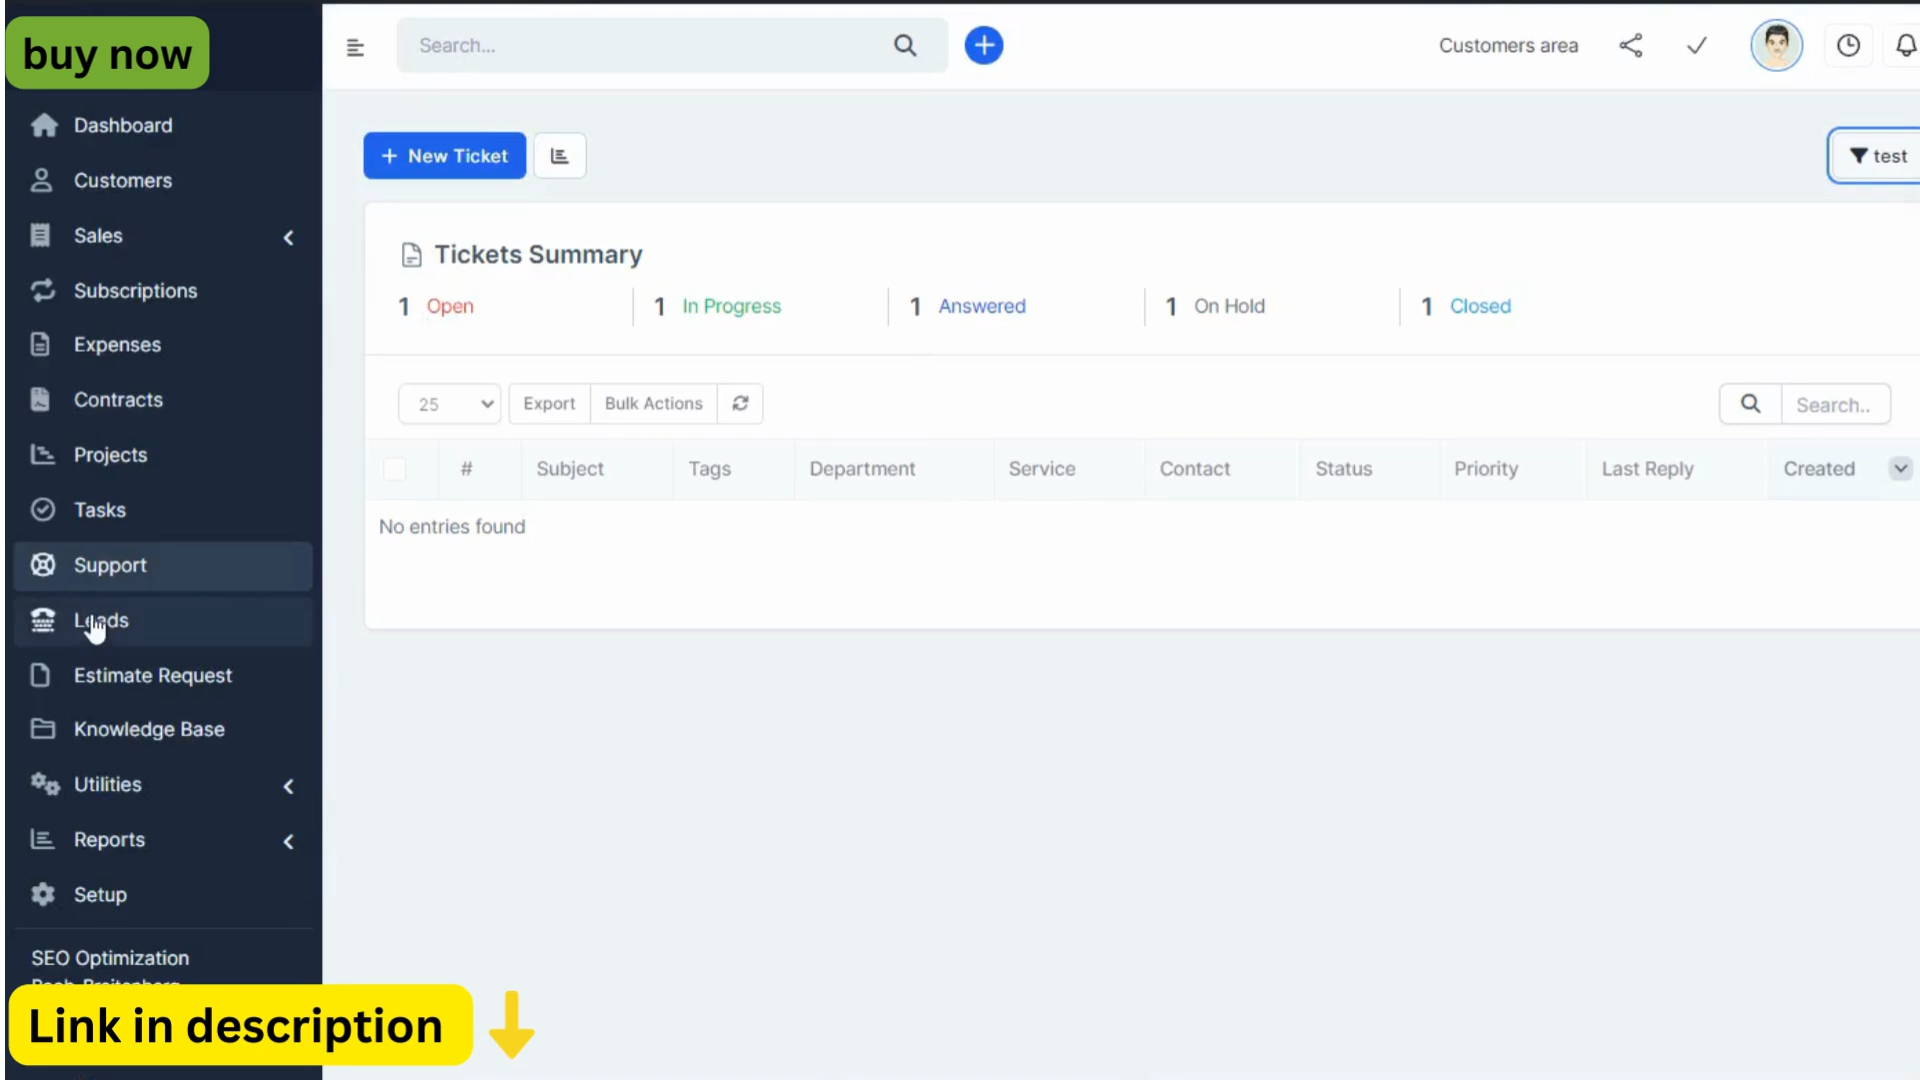 buy now
Search...
Customers area
Dashboard
Customers
Sales
Subscriptions
Expenses
Contracts
Projects
Tasks
Support
Leads
Estimate Request
Knowledge Base
Utilities
Reports
Setup
SEO Optimization
Link in description
+ New Ticket
test
Tickets Summary
1 Open 1 In Progress 1 Answered 1 On Hold 1 Closed
25 Export Bulk Actions Search..
# Subject Tags Department Service Contact Status Priority Last Reply Created
No entries found